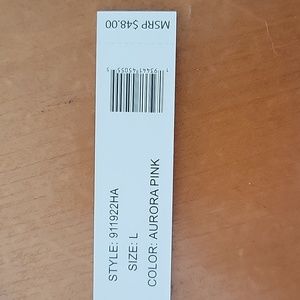 MSRP $48.00
STYLE: 911922HA
SIZE: L
COLOR: AURORA PINK